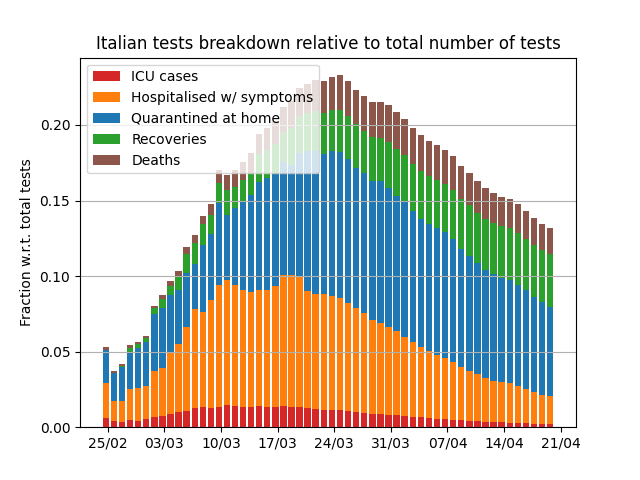 Italian tests breakdown relative to total number of tests
ICU cases
Hospitalised w/ symptoms
Quarantined at home
Recoveries
Deaths
Fraction w.r.t. total tests
0.20
0.15
0.10
0.05
0.00
25/02 03/03 10/03 17/03 24/03 31/03 07/04 14/04 21/04